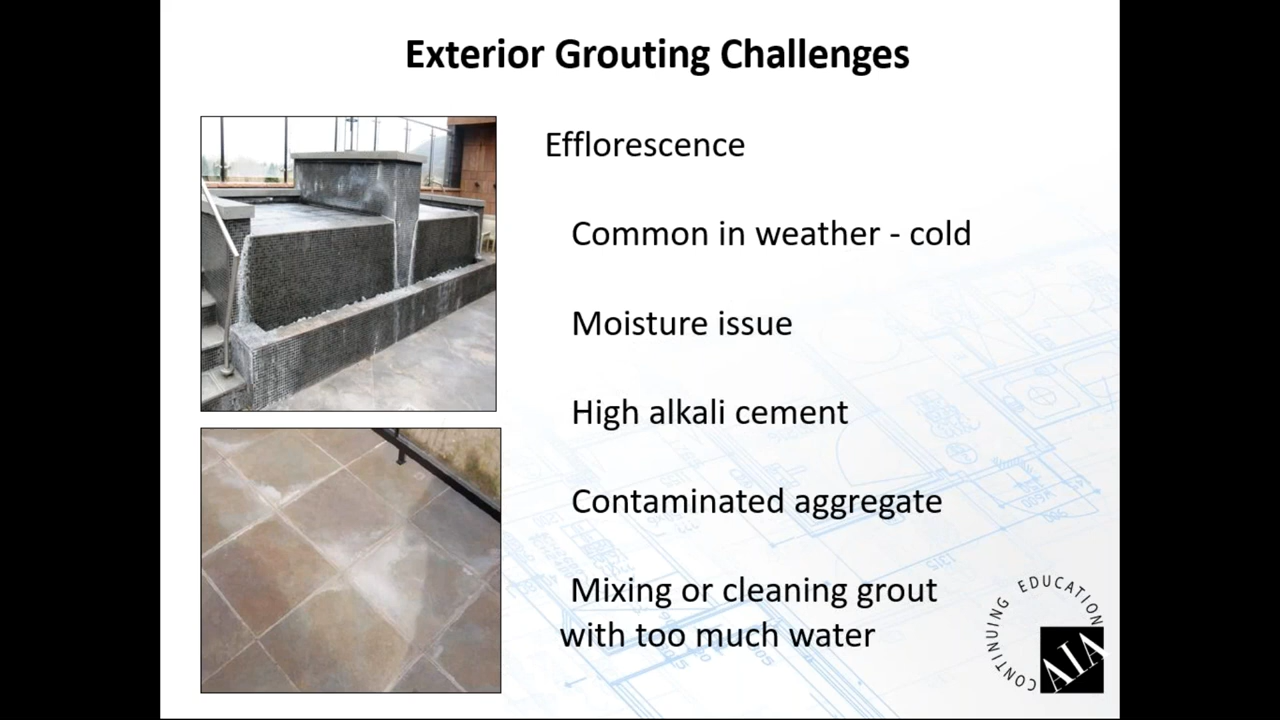 Exterior Grouting Challenges
Efflorescence
Common in weather - cold
Moisture issue
High alkali cement
Contaminated aggregate
Mixing or cleaning grout
with too much water
CONTINUING EDUCATION
AIA